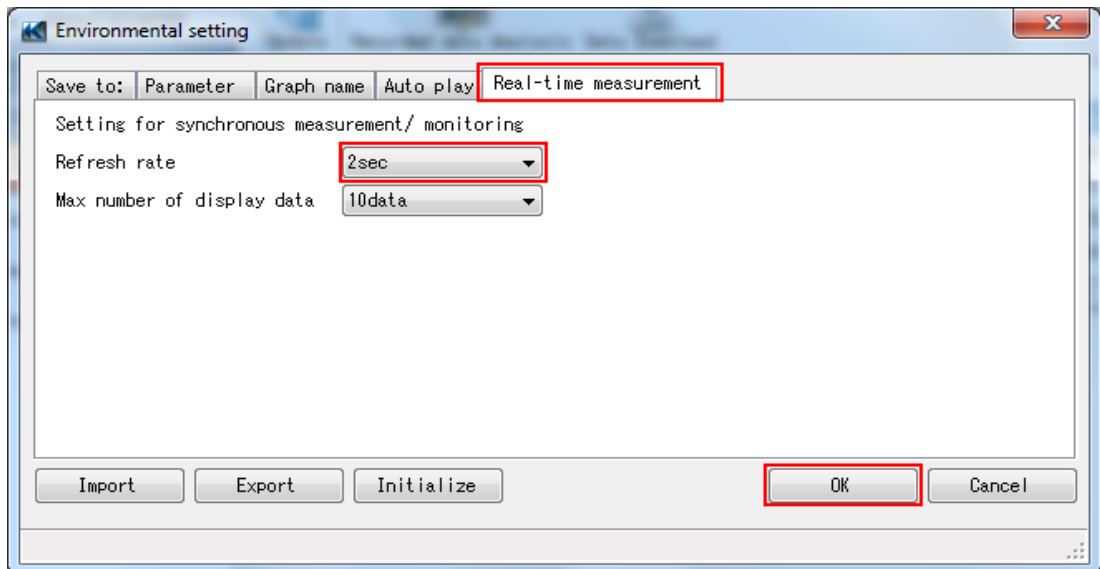 Environmental setting
Save to: Parameter Graph name Auto play Real-time measurement
Setting for synchronous measurement/ monitoring
Refresh rate 2sec
Max number of display data 10data
Import Export Initialize OK Cancel